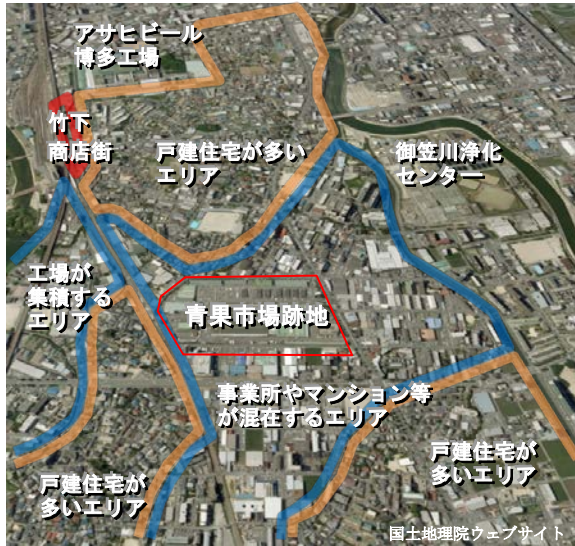 アサヒビール
博多工場
竹下
商店街
戸建住宅が多い
エリア
御笠川浄化
センター
工場が
集積する
エリア
青果市場跡地
事業所やマンション等
が混在するエリア
戸建住宅が
多いエリア
戸建住宅が
多いエリア
国土地理院ウェブサイト